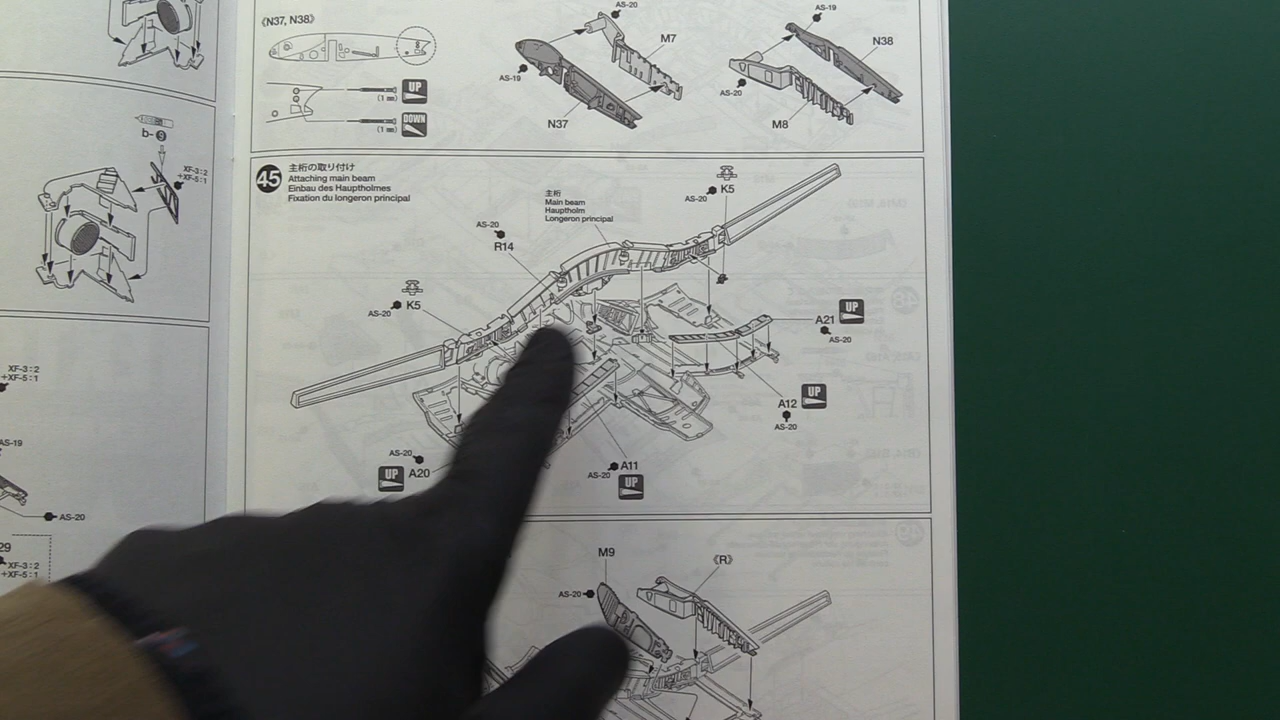 b-9
XF-3:2
+XF-5:1
XF-3:2
+XF-5:1
AS-19
AS-20
29
XF-3:2
+XF-5:1
《N37, N38》
UP
(1 mm)
DOWN
(1 mm)
AS-20
M7
AS-19
N37
AS-19
N38
AS-20
M8
45
主桁の取り付け
Attaching main beam
Einbau des Hauptholmes
Fixation du longeron principal
主桁
Main beam
Hauptholm
Longeron principal
K5
AS-20
AS-20
R14
K5
AS-20
A21
UP
AS-20
A12
UP
AS-20
AS-20
UP
A20
AS-20
A11
UP
M9
AS-20
《R》